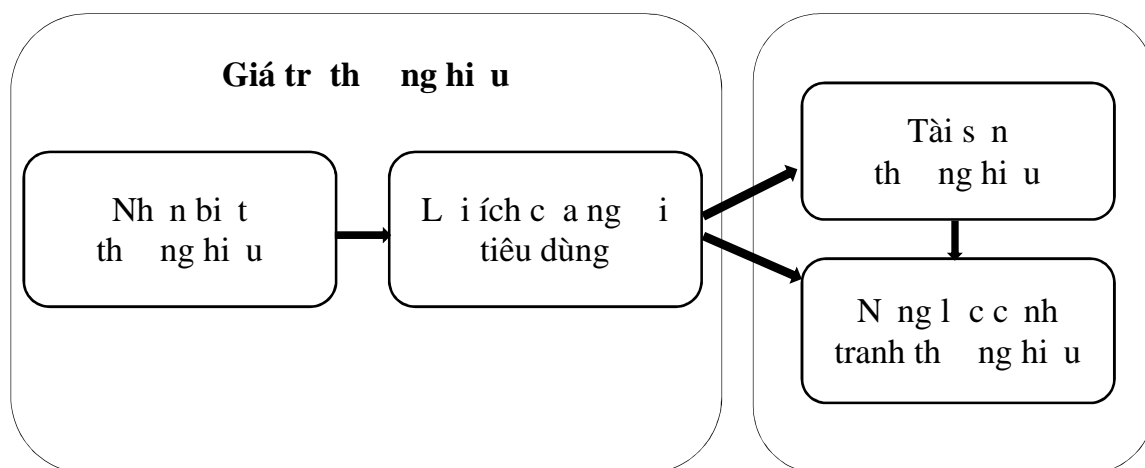 Giá tr th ng hi u
Nh n bi t
th ng hi u
L i ích c a ng i
tiêu dùng
Tài s n
th ng hi u
N ng l c c nh
tranh th ng hi u